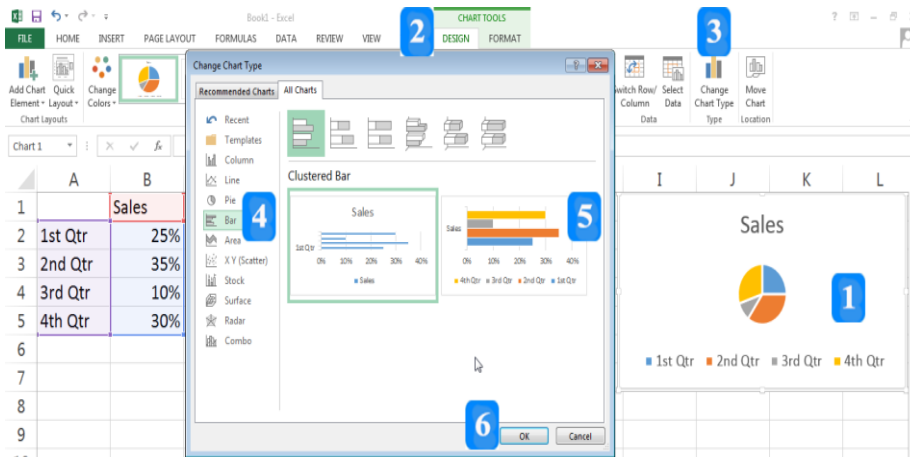 Book1 - Excel
CHART TOOLS
FILE HOME INSERT PAGE LAYOUT FORMULAS DATA REVIEW VIEW 2 DESIGN FORMAT
3
Add Chart Element
Quick Layout
Change Colors
Chart Layouts
Switch Row/ Column
Select Data
Data
Change Chart Type
Type
Move Chart
Location
Chart 1
fx
A B I J K L
1 Sales
2 1st Qtr 25%
3 2nd Qtr 35%
4 3rd Qtr 10%
5 4th Qtr 30%
6
7
8
9
Change Chart Type
Recommended Charts All Charts
Recent
Templates
Column
Line
Pie
Bar
4
Area
X Y (Scatter)
Stock
Surface
Radar
Combo
Clustered Bar
Sales
1st Qtr
0% 10% 20% 30% 40%
Sales
5
Sales
0% 10% 20% 30% 40%
4th Qtr 3rd Qtr 2nd Qtr 1st Qtr
6
OK Cancel
Sales
1
1st Qtr 2nd Qtr 3rd Qtr 4th Qtr